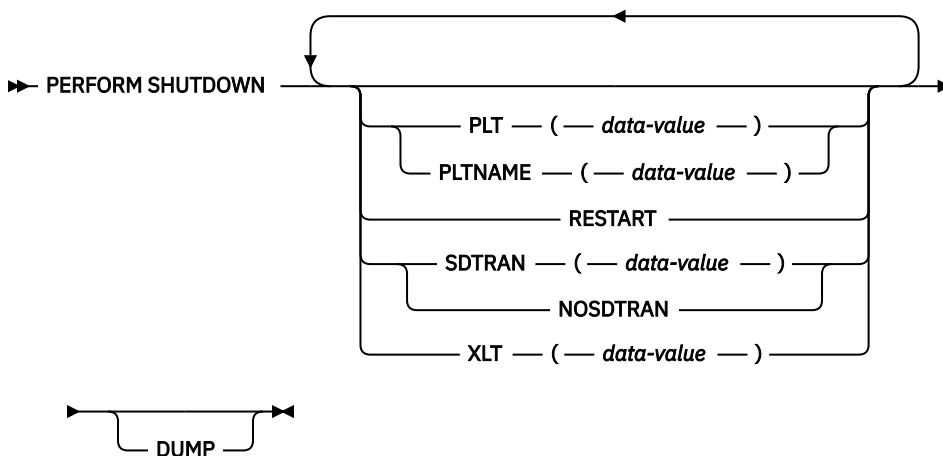 PERFORM SHUTDOWN
PLT ( data-value )
PLTNAME ( data-value )
RESTART
SDTRAN ( data-value )
NOSDTRAN
XLT ( data-value )
DUMP